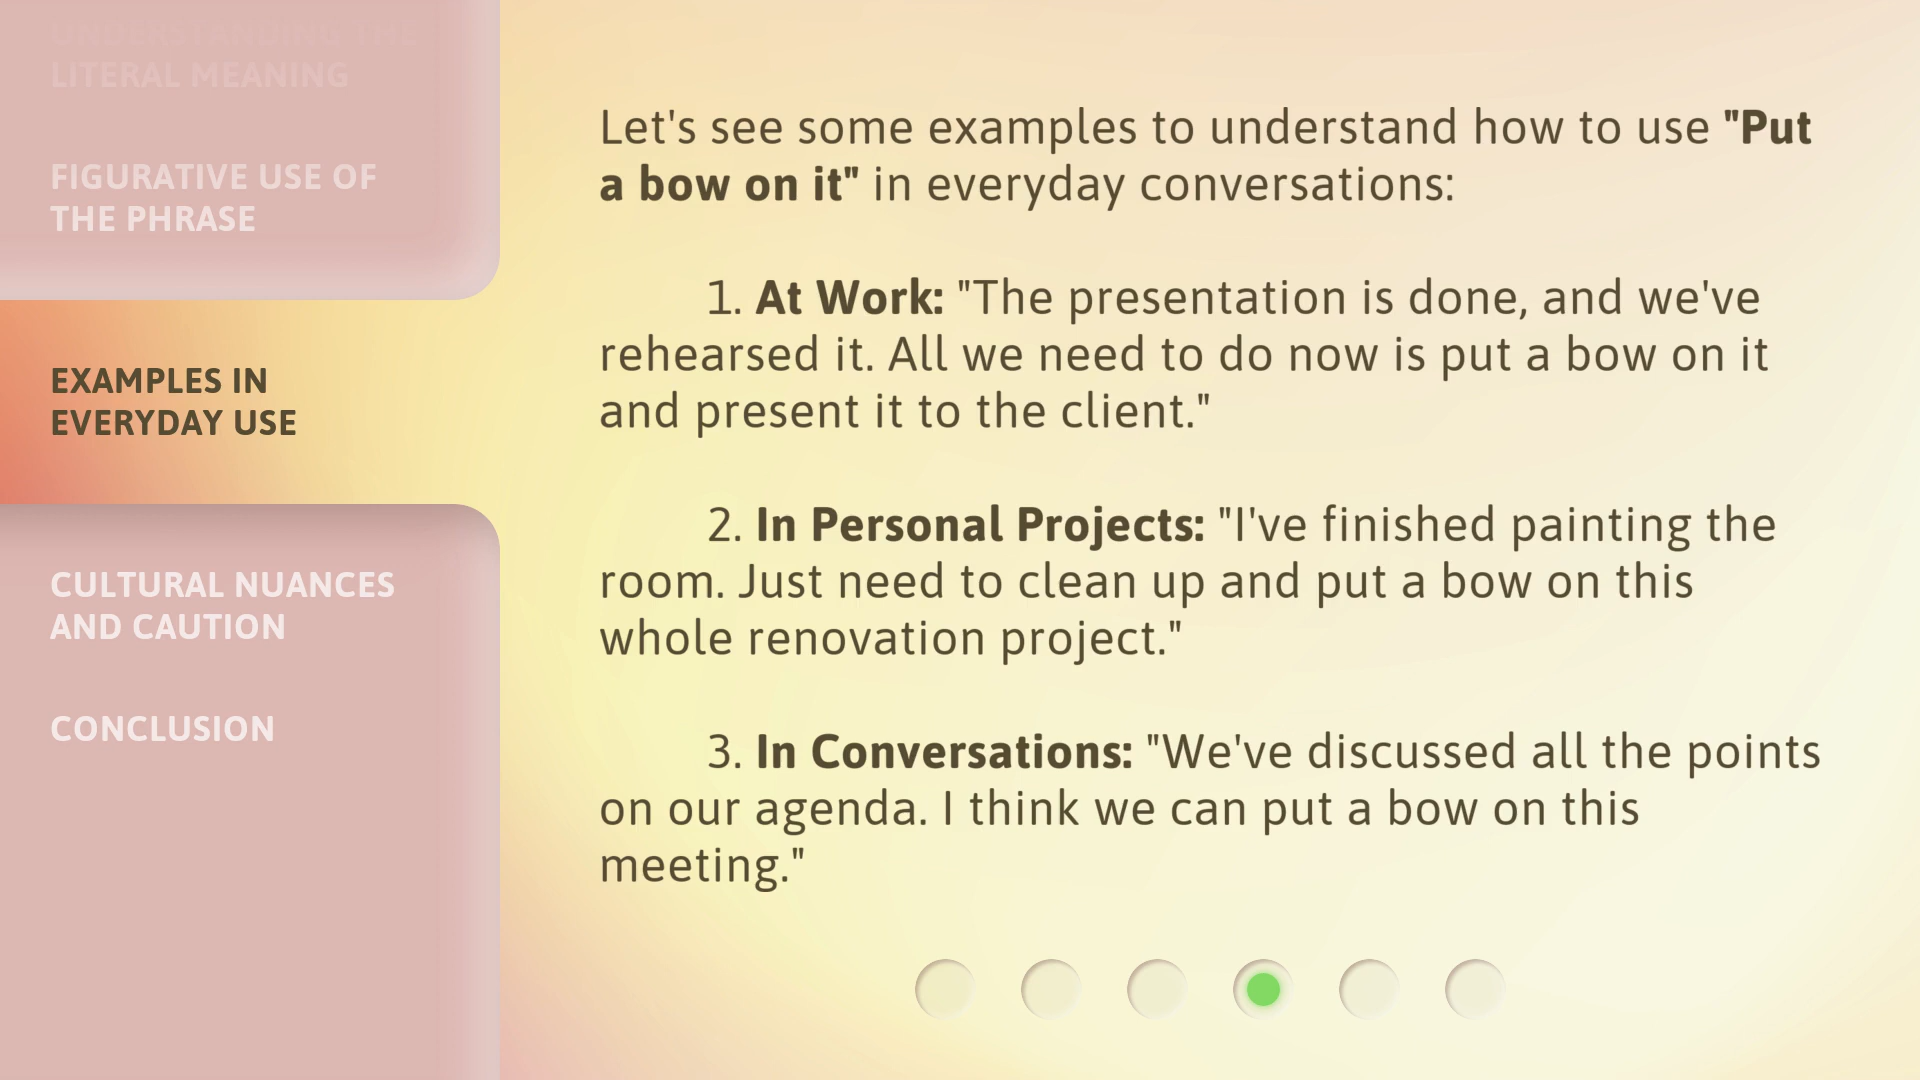 UNDERSTANDING THE
LITERAL MEANING
FIGURATIVE USE OF
THE PHRASE
EXAMPLES IN
EVERYDAY USE
CULTURAL NUANCES
AND CAUTION
CONCLUSION
Let's see some examples to understand how to use "Put
a bow on it" in everyday conversations:
1. At Work: "The presentation is done, and we've
rehearsed it. All we need to do now is put a bow on it
and present it to the client."
2. In Personal Projects: "I've finished painting the
room. Just need to clean up and put a bow on this
whole renovation project."
3. In Conversations: "We've discussed all the points
on our agenda. I think we can put a bow on this
meeting."